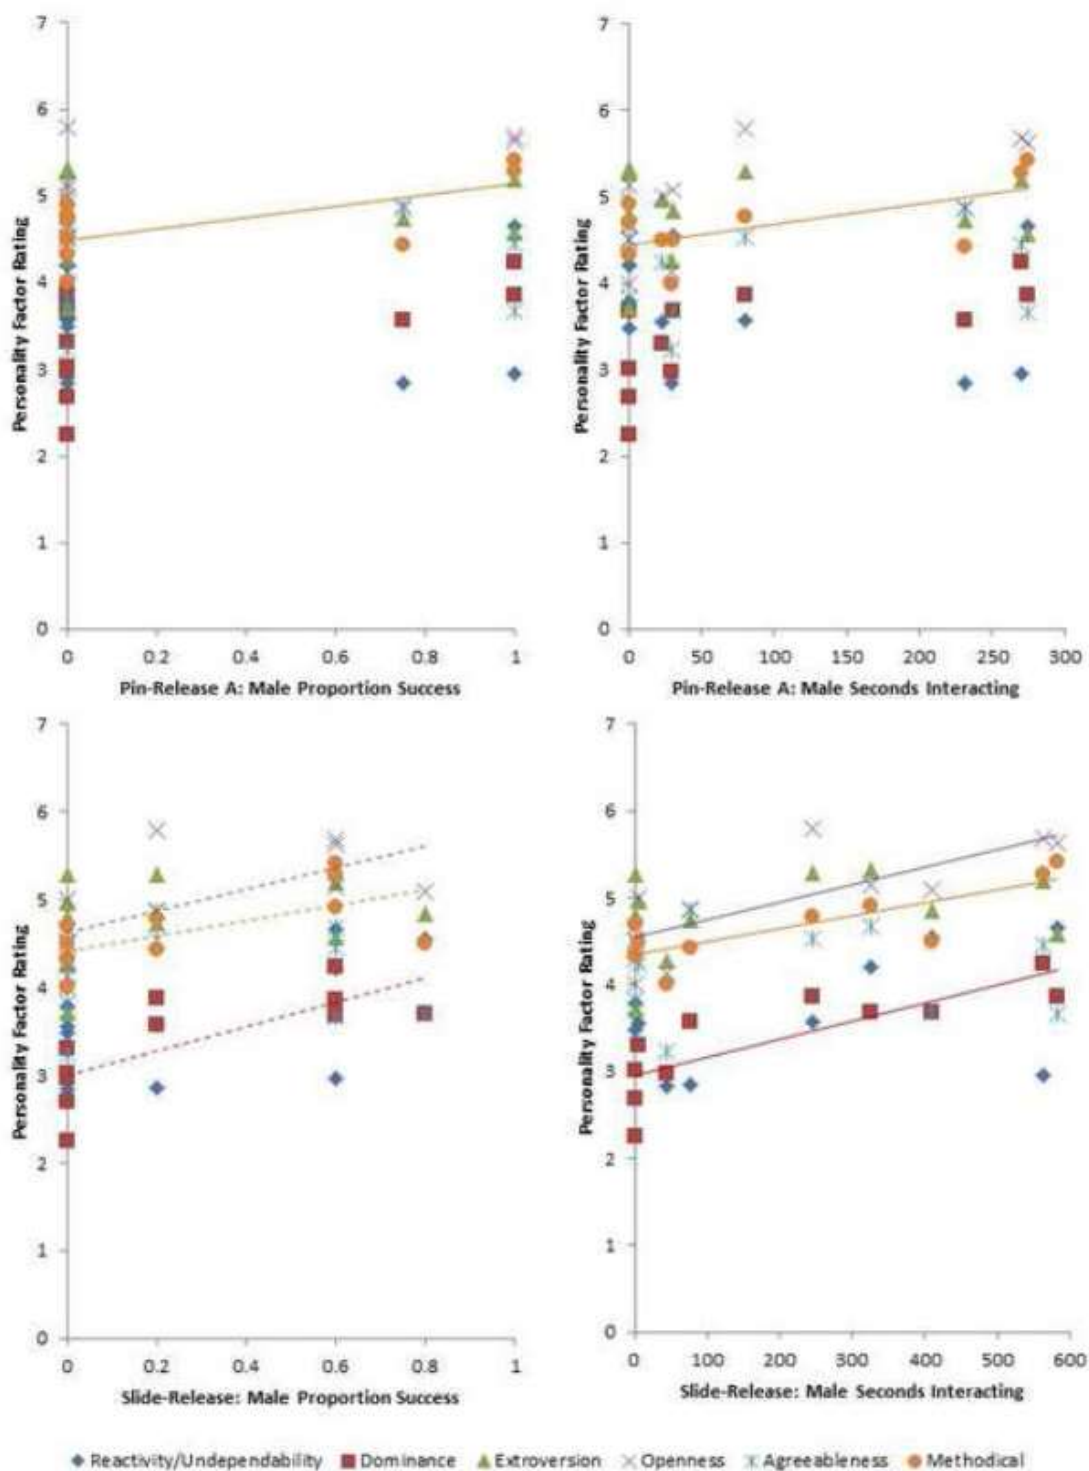 7
6
5
4
3
2
1
0
Personality Factor Rating
0 0.2 0.4 0.6 0.8 1
Pin-Release A: Male Proportion Success
7
6
5
4
3
2
1
0
Personality Factor Rating
0 50 100 150 200 250 300
Pin-Release A: Male Seconds Interacting
7
6
5
4
3
2
1
0
Personality Factor Rating
0 0.2 0.4 0.6 0.8 1
Slide-Release: Male Proportion Success
7
6
5
4
3
2
1
0
Personality Factor Rating
0 100 200 300 400 500 600
Slide-Release: Male Seconds Interacting
Reactivity/Undependability Dominance Extroversion Openness Agreeableness Methodical